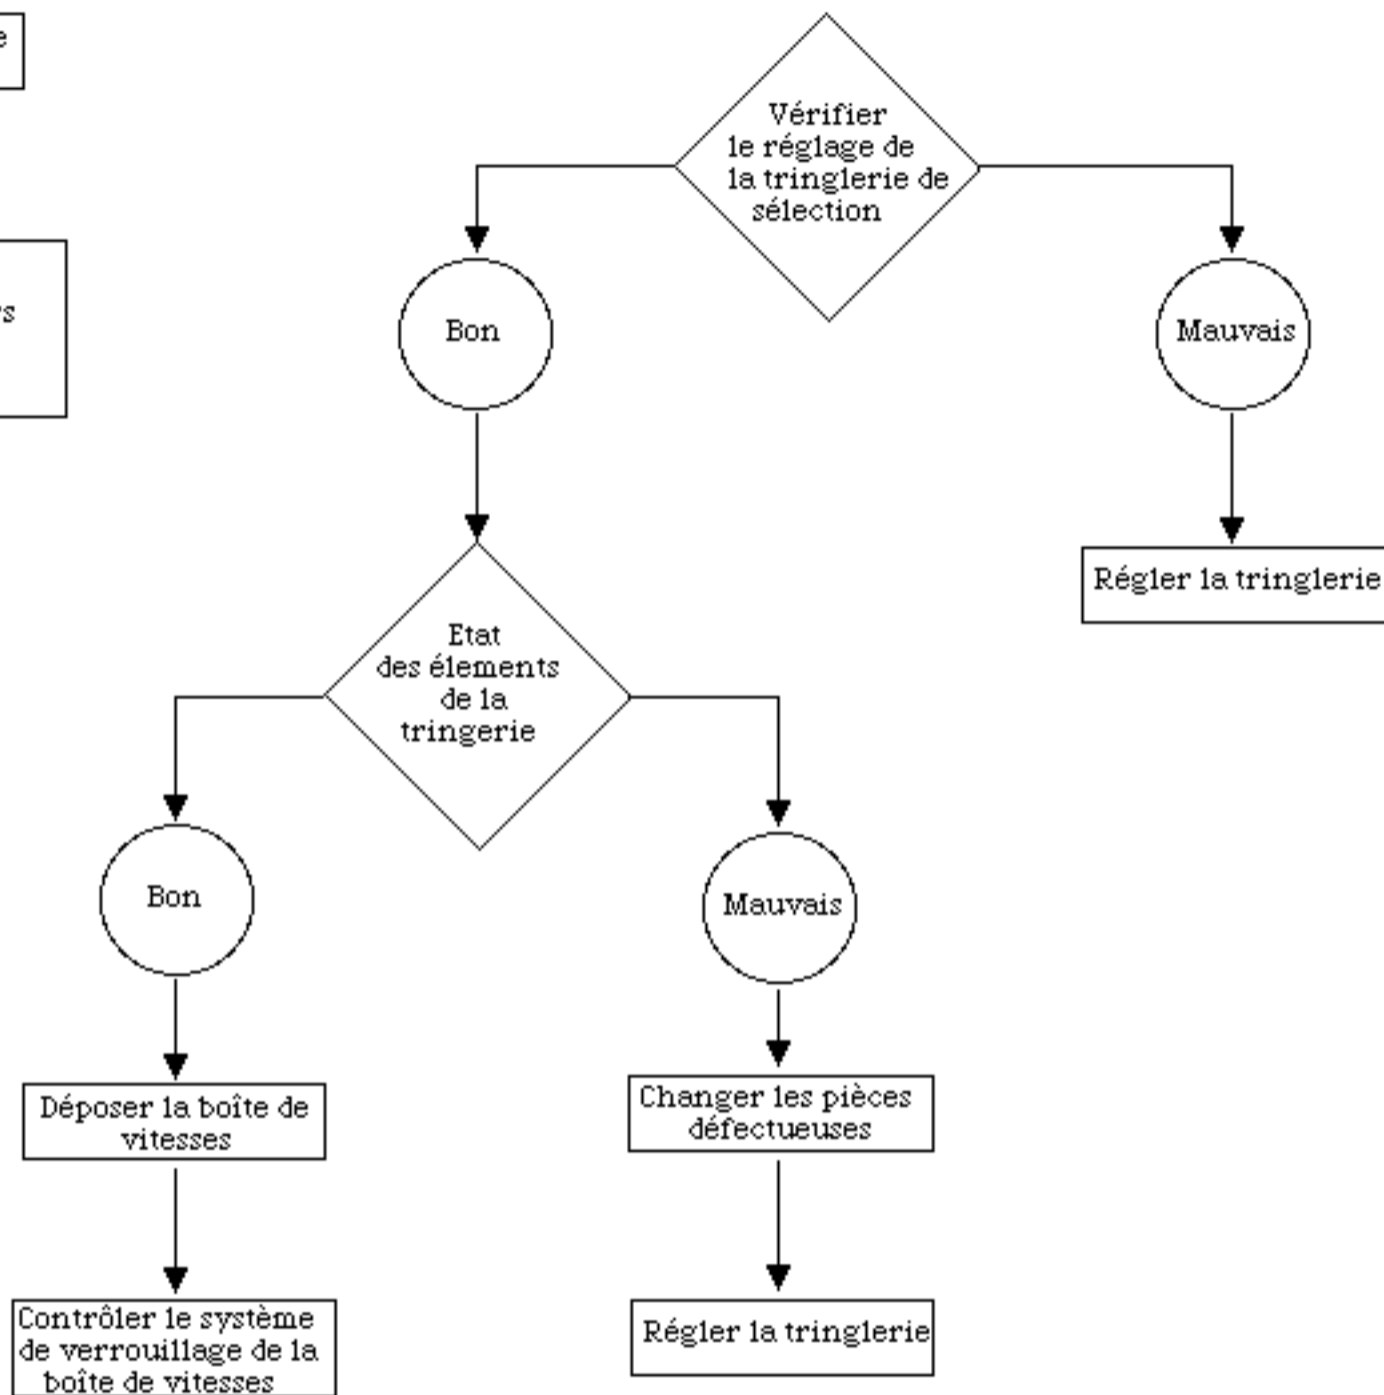 Vérifier
le réglage de
la tringlerie de
sélection
Bon
Mauvais
Régler la tringlerie
Etat
des élements
de la
tringerie
Bon
Mauvais
Déposer la boîte de
vitesses
Changer les pièces
défectueuses
Contrôler le système
de verrouillage de la
boîte de vitesses
Régler la tringlerie